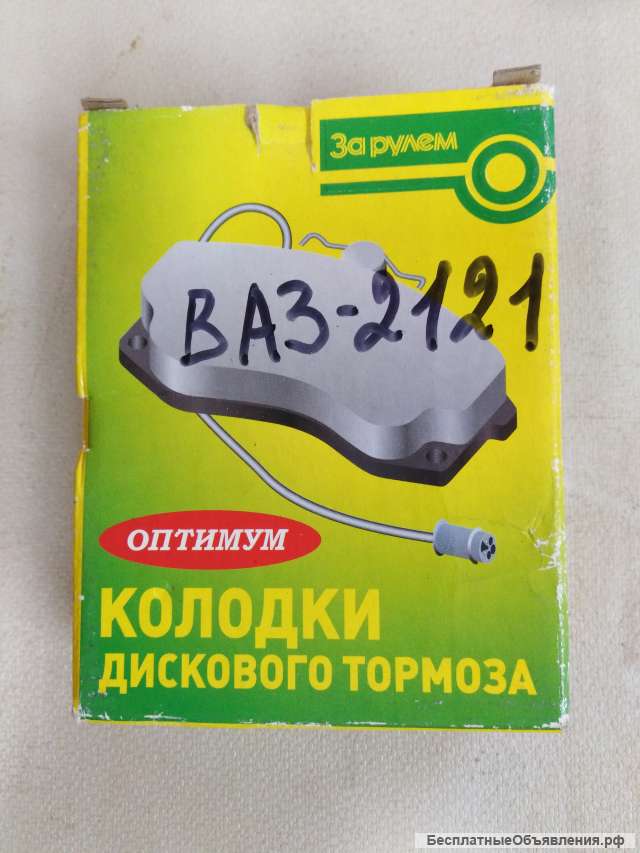 За рулем
ВАЗ-2121
ОПТИМУМ
КОЛОДКИ
ДИСКОВОГО ТОРМОЗА
БесплатныеОбъявления.рф